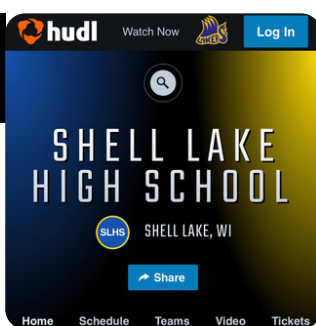 hudl Watch Now LAKERS Log In
SHELL LAKE
HIGH SCHOOL
SLHS SHELL LAKE, WI
Share
Home Schedule Teams Video Tickets